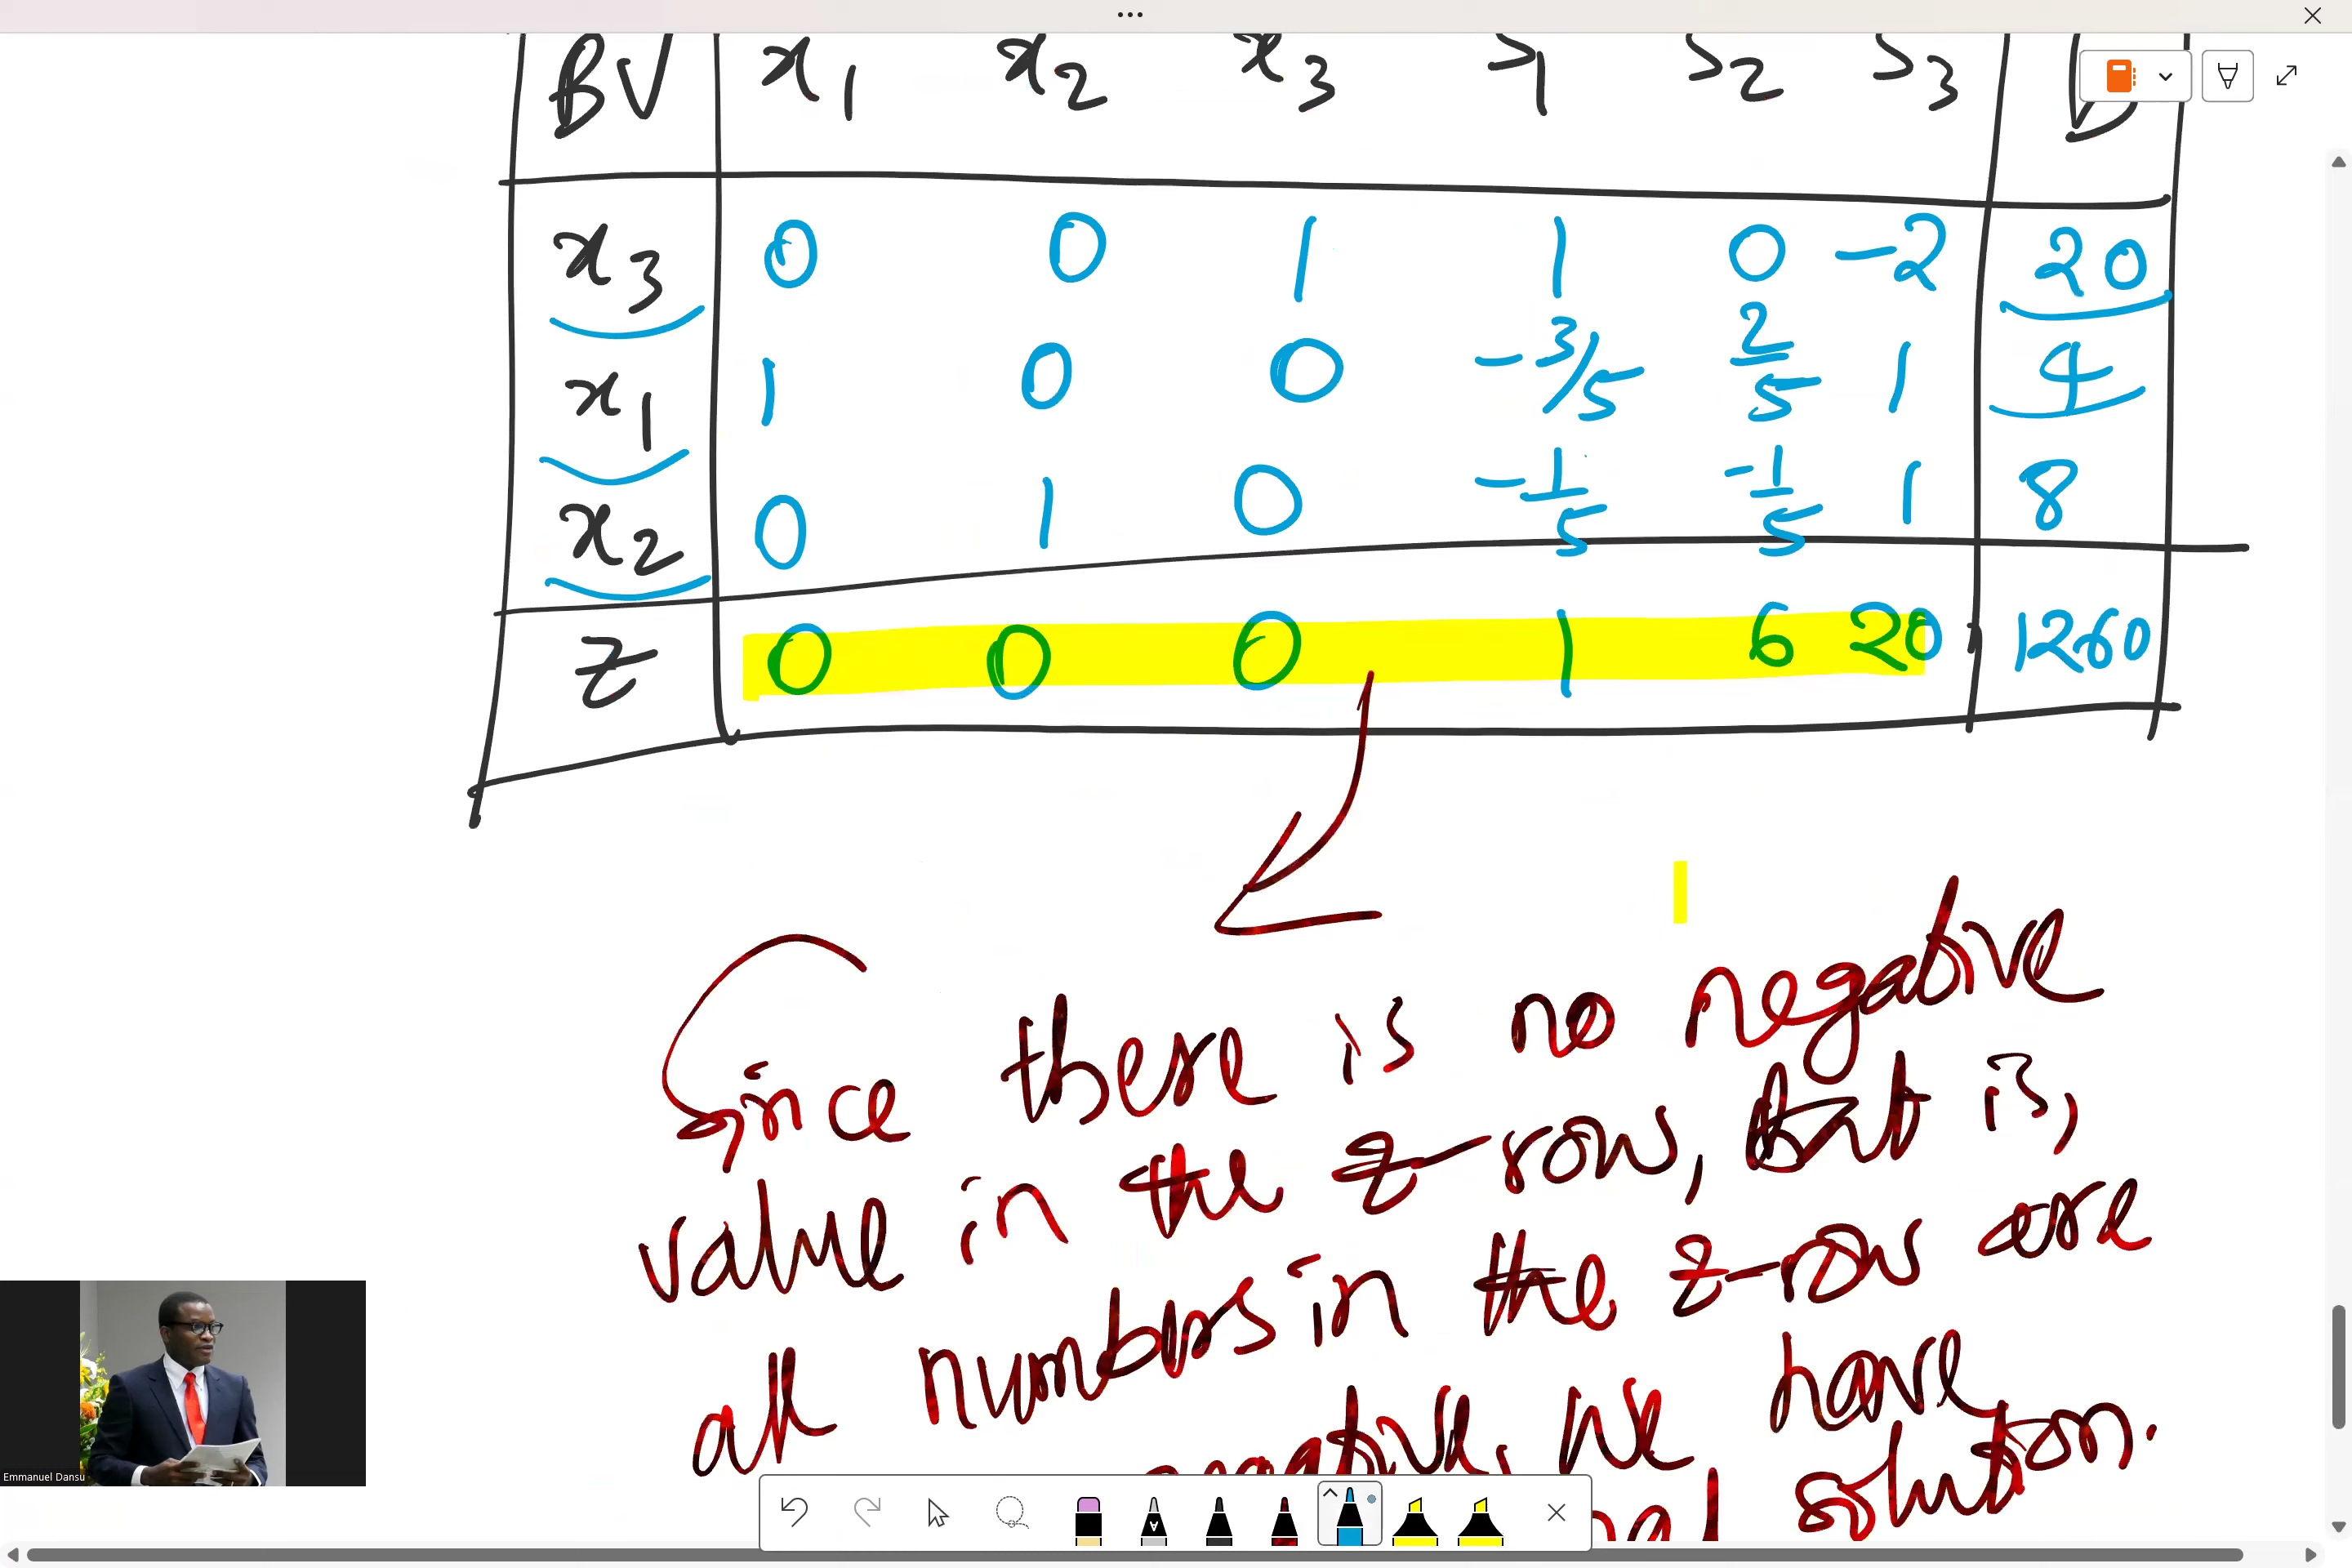 BV x₁ x₂ x₃ s₁ s₂ s₃ b
x₃ 0 0 1 1 0 -2 20
x₁ 1 0 0 -3/5 2/5 1 4
x₂ 0 1 0 -1/5 -1/5 1 8
z 0 0 0 1 6 20 1260
Since there is no negative
value in the z-row, that is,
all numbers in the z-row are
negative, we have
solution.
Emmanuel Dansu